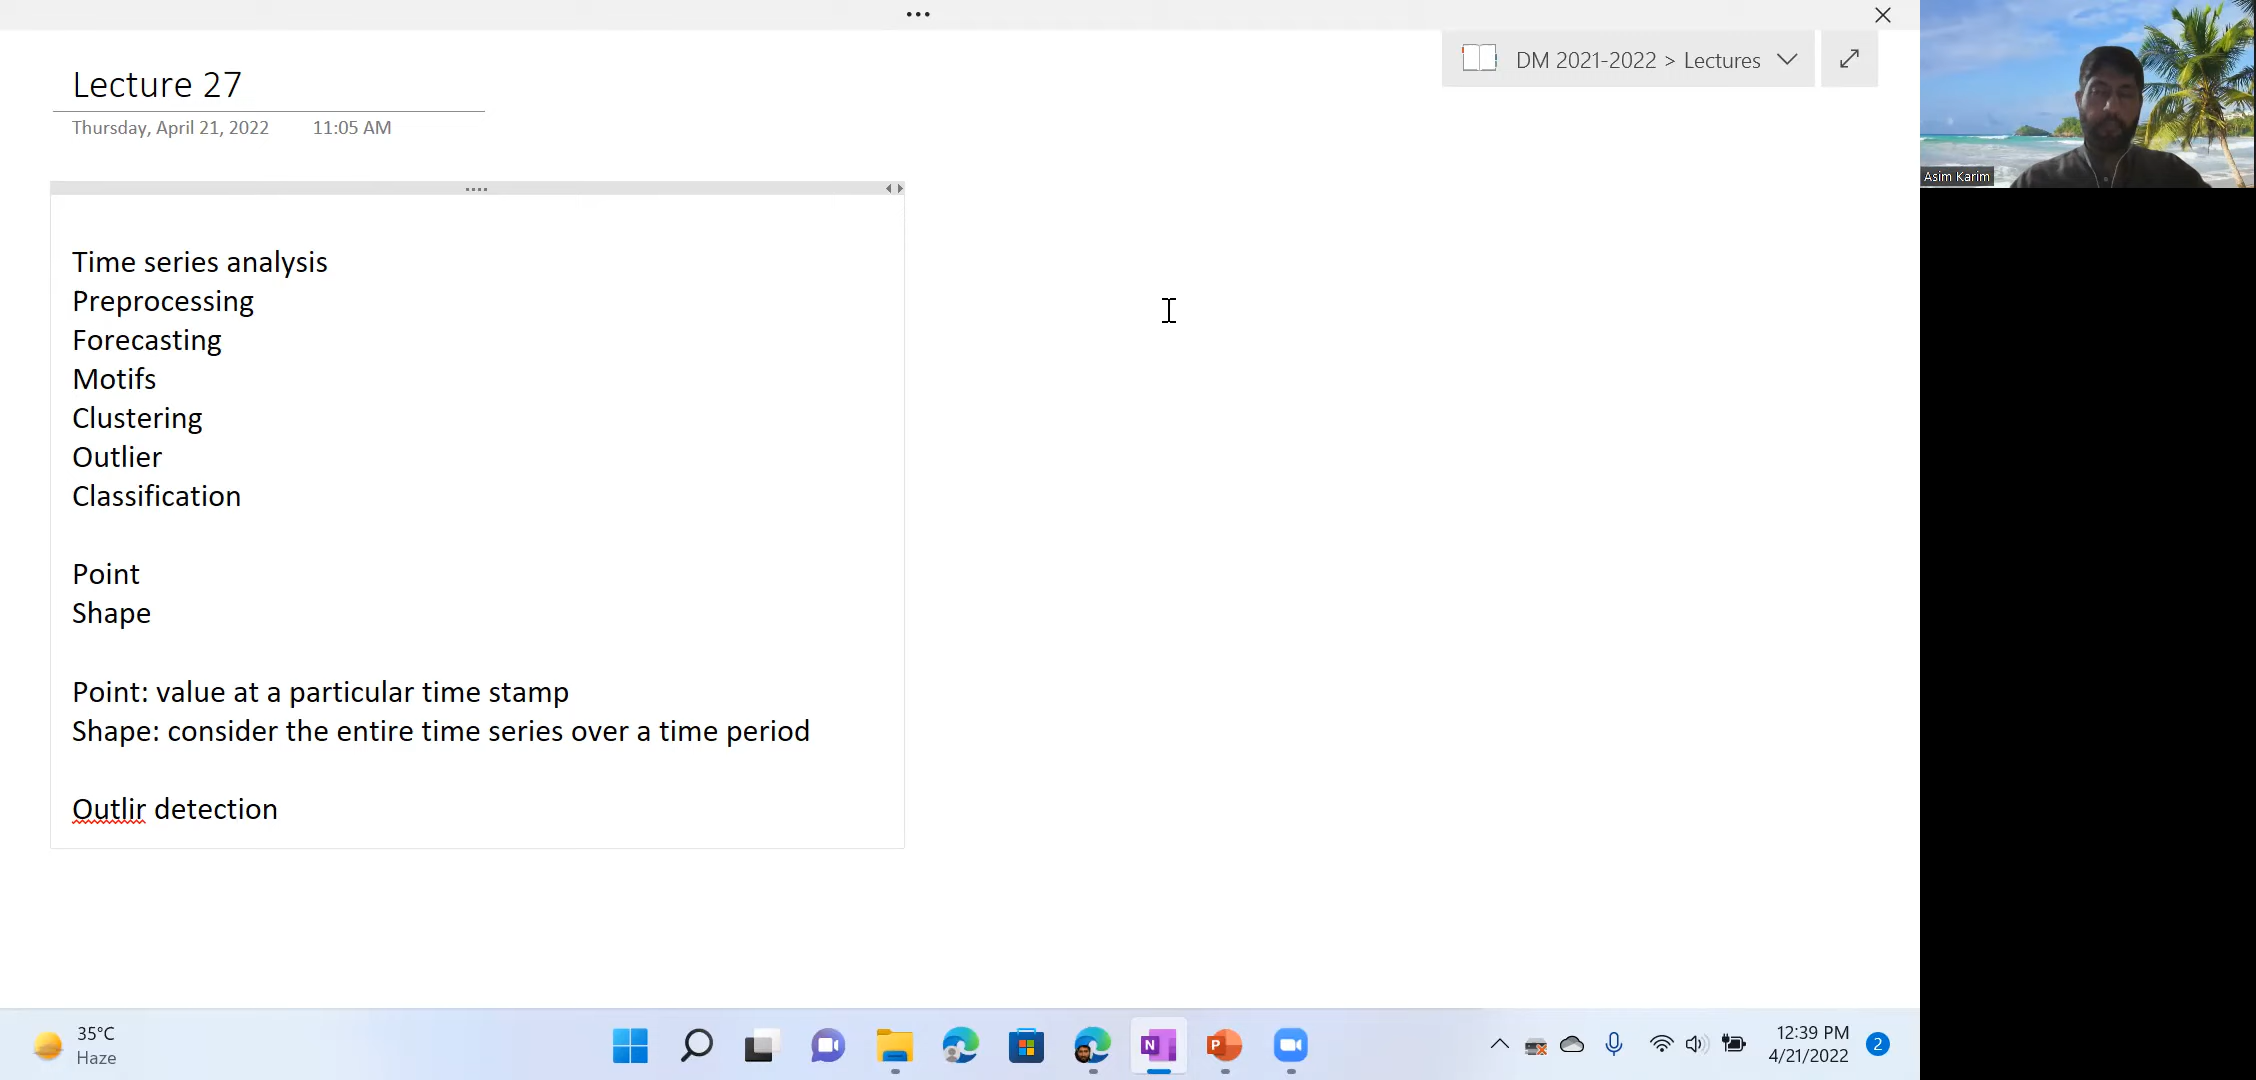 DM 2021-2022 > Lectures
Lecture 27
Thursday, April 21, 2022 11:05 AM
Asim Karim
Time series analysis
Preprocessing
Forecasting
Motifs
Clustering
Outlier
Classification
Point
Shape
Point: value at a particular time stamp
Shape: consider the entire time series over a time period
Outlir detection
35°C
Haze
N
P
12:39 PM
4/21/2022
2